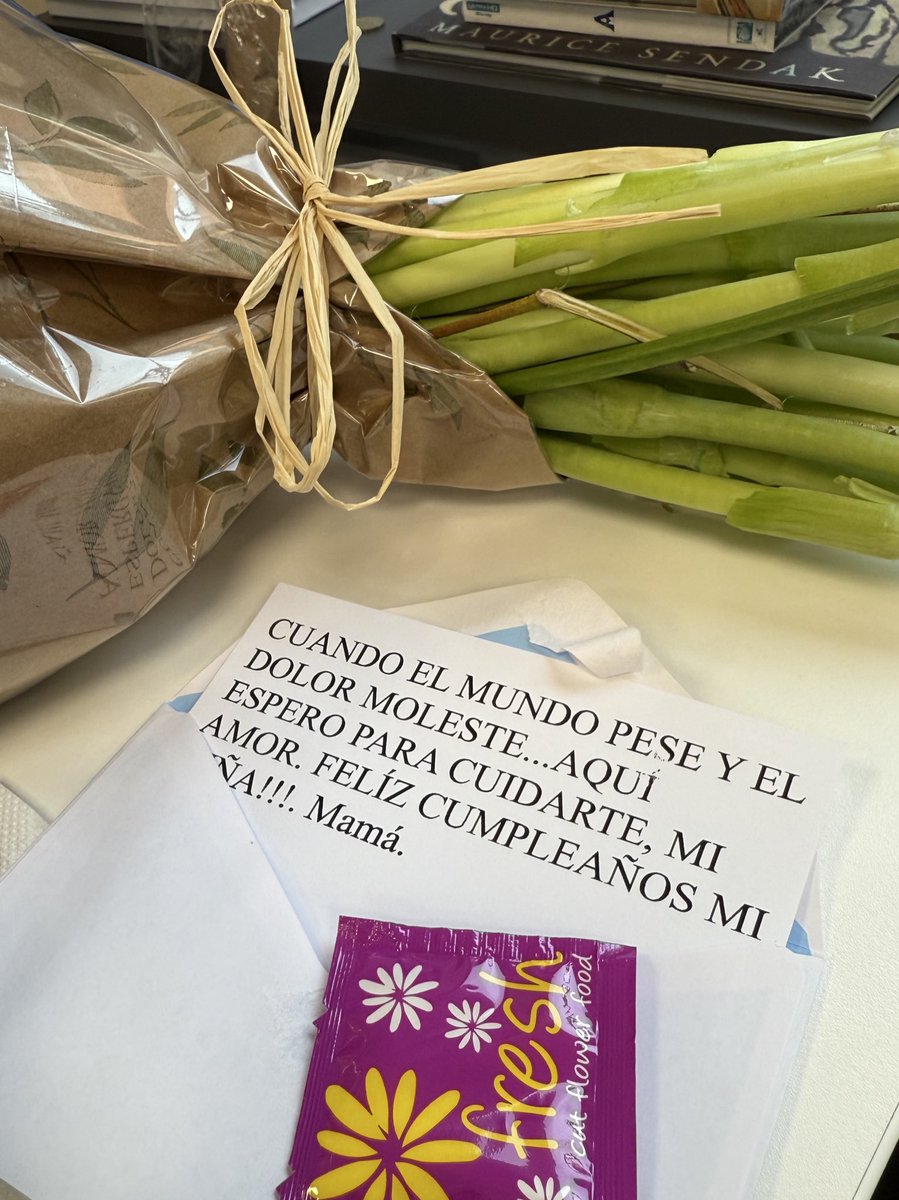 MAURICE SENDAK
CUANDO EL MUNDO PESE Y EL
DOLOR MOLESTE...AQUÍ
ESPERO PARA CUIDARTE, MI
AMOR. FELÍZ CUMPLEAÑOS MI
ÑA!!!. Mamá.
fresh
cut flower food